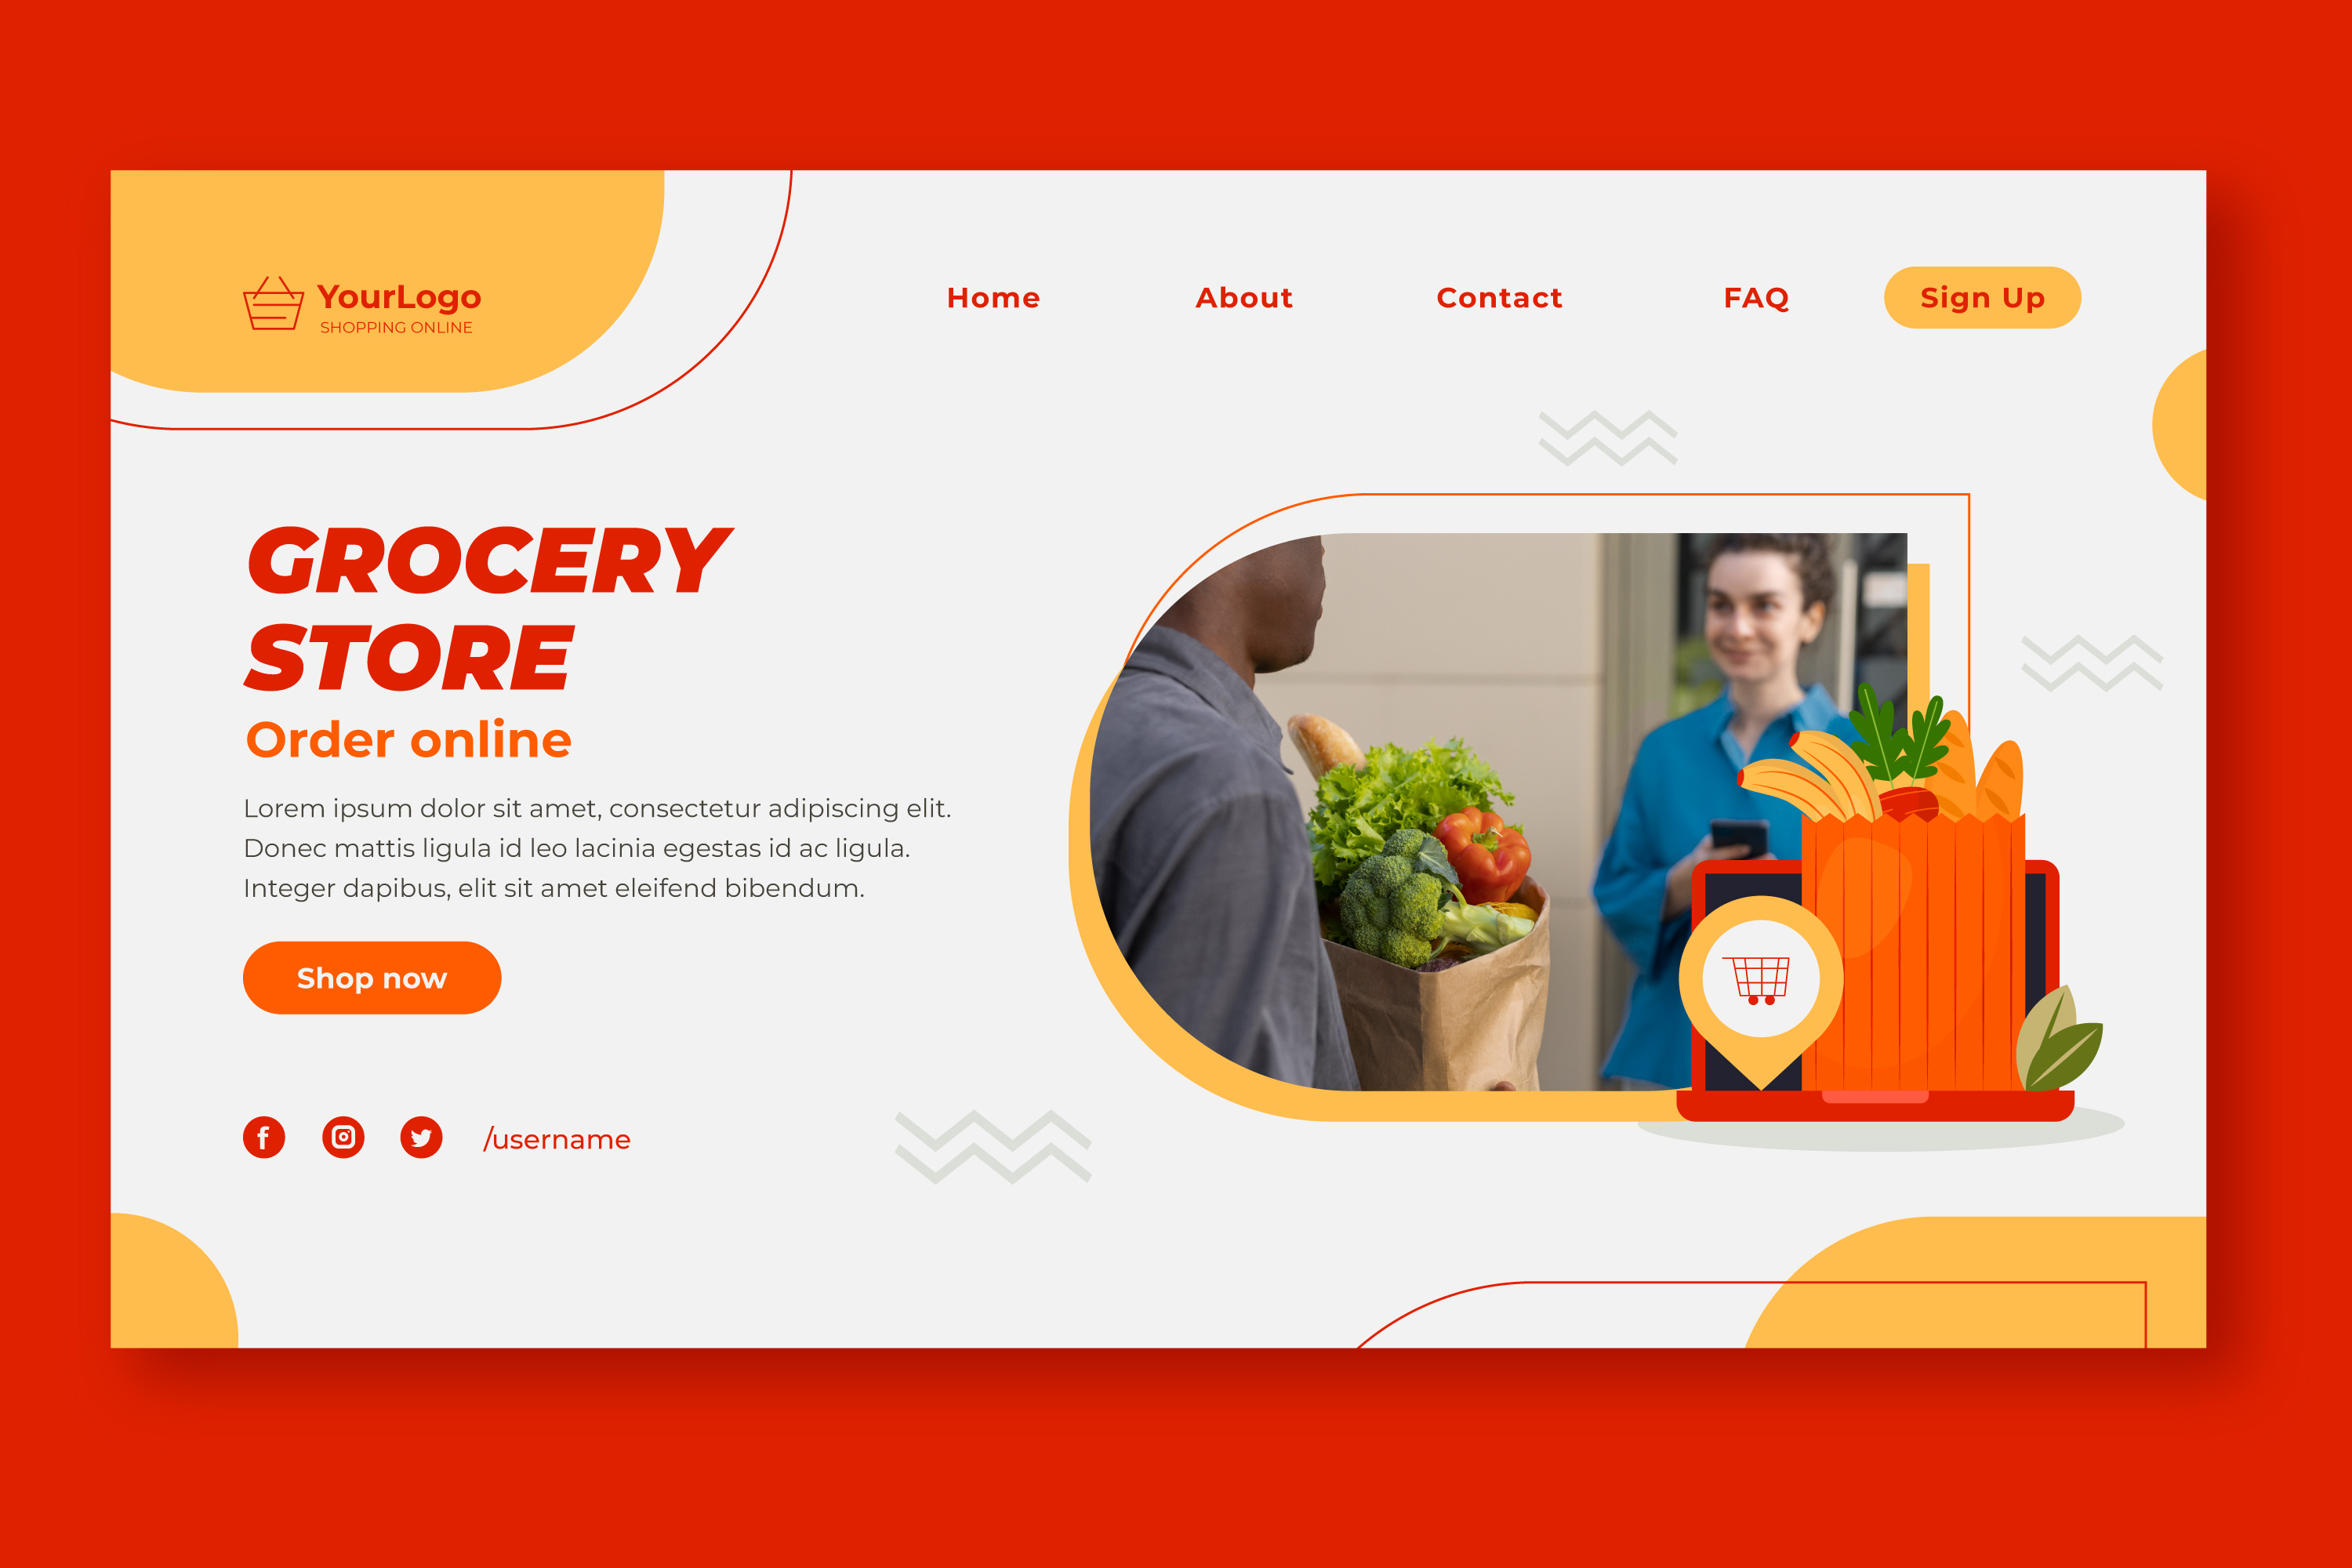 YourLogo
SHOPPING ONLINE
Home About Contact FAQ Sign Up
GROCERY
STORE
Order online
Lorem ipsum dolor sit amet, consectetur adipiscing elit.
Donec mattis ligula id leo lacinia egestas id ac ligula.
Integer dapibus, elit sit amet eleifend bibendum.
Shop now
/username